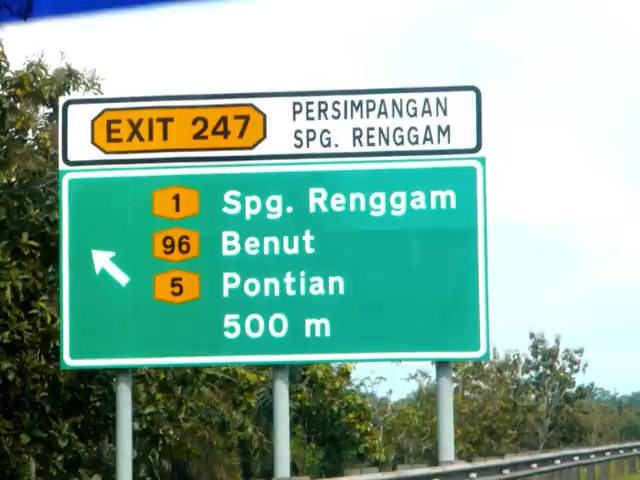 EXIT 247
PERSIMPANGAN
SPG. RENGGAM
1 Spg. Renggam
96 Benut
5 Pontian
500 m